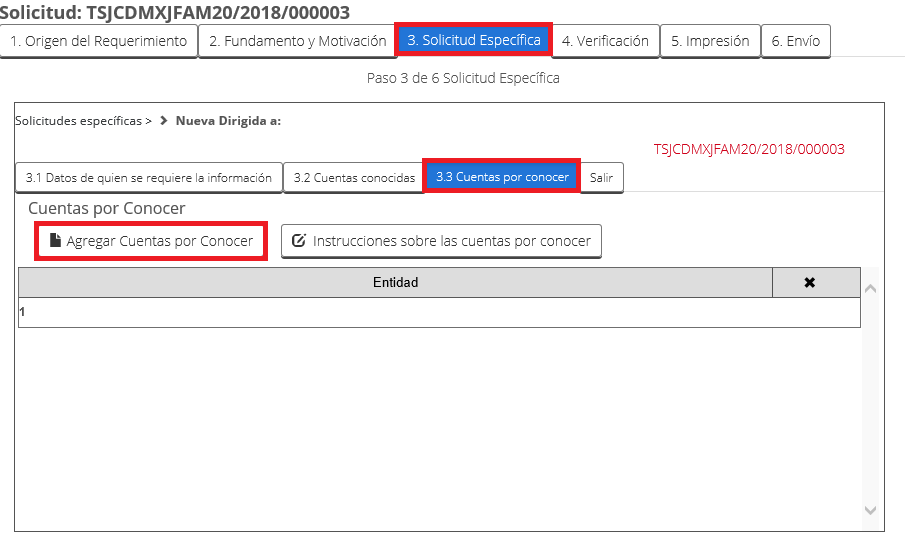 Solicitud: TSJCDMXJFAM20/2018/000003
1. Origen del Requerimiento 2. Fundamento y Motivación 3. Solicitud Específica 4. Verificación 5. Impresión 6. Envío
Paso 3 de 6 Solicitud Específica
Solicitudes específicas > Nueva Dirigida a:
TSJCDMXJFAM20/2018/000003
3.1 Datos de quien se requiere la información 3.2 Cuentas conocidas 3.3 Cuentas por conocer Salir
Cuentas por Conocer
Agregar Cuentas por Conocer Instrucciones sobre las cuentas por conocer
Entidad
1